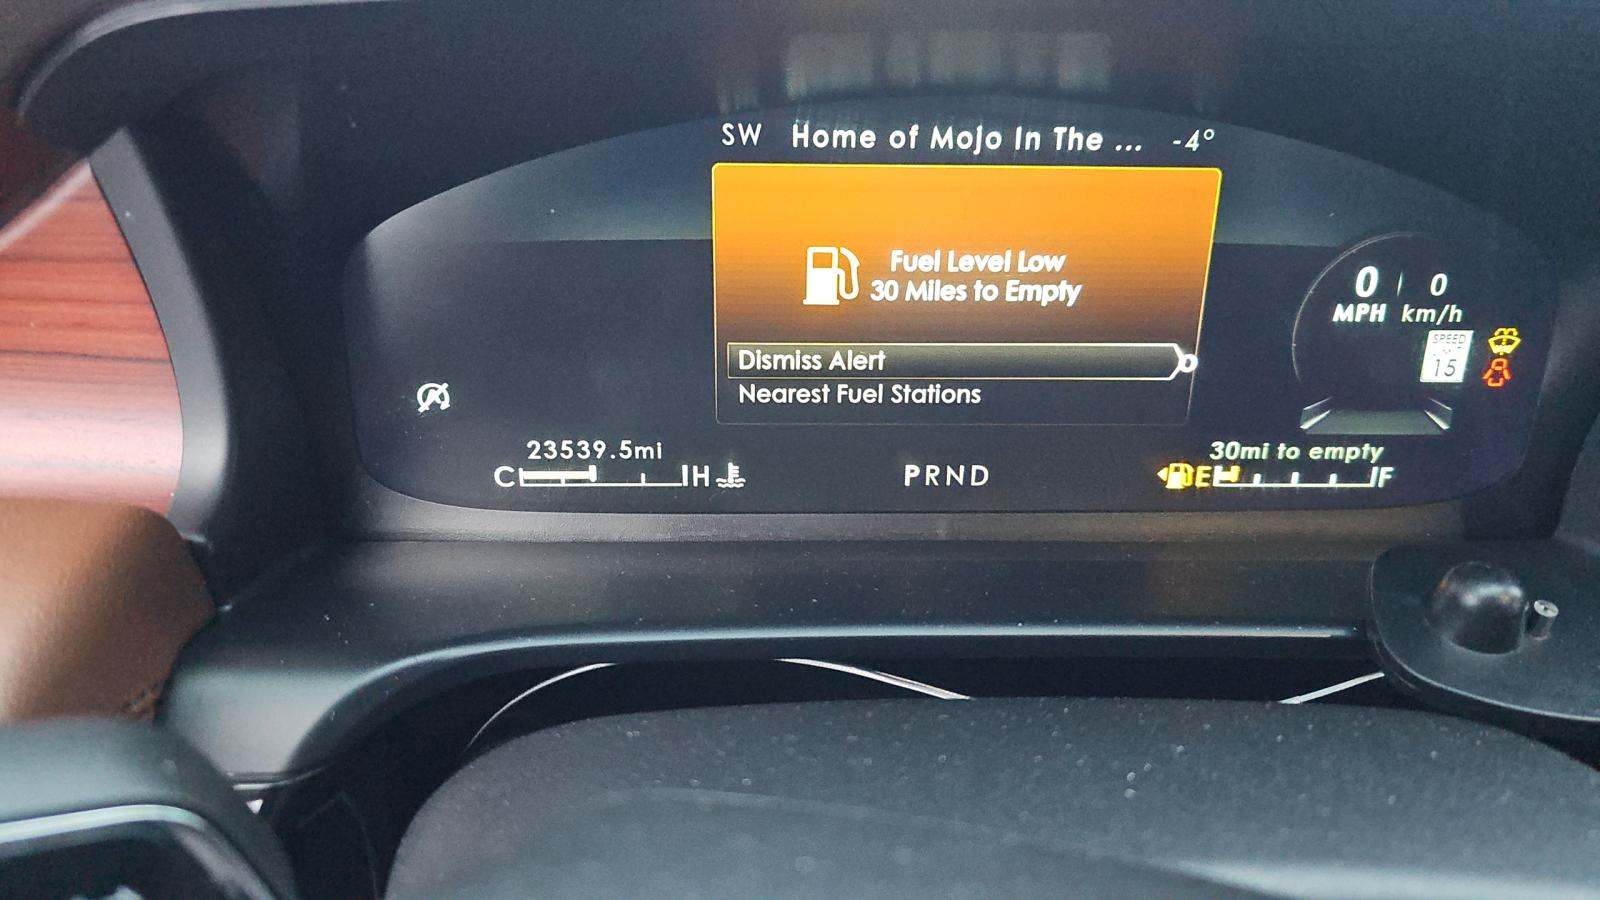 SW Home of Mojo In The ... -4°
Fuel Level Low
30 Miles to Empty
Dismiss Alert
Nearest Fuel Stations
0 0
MPH km/h
SPEED
LIMIT
15
23539.5mi
C H
PRND
30mi to empty
E F